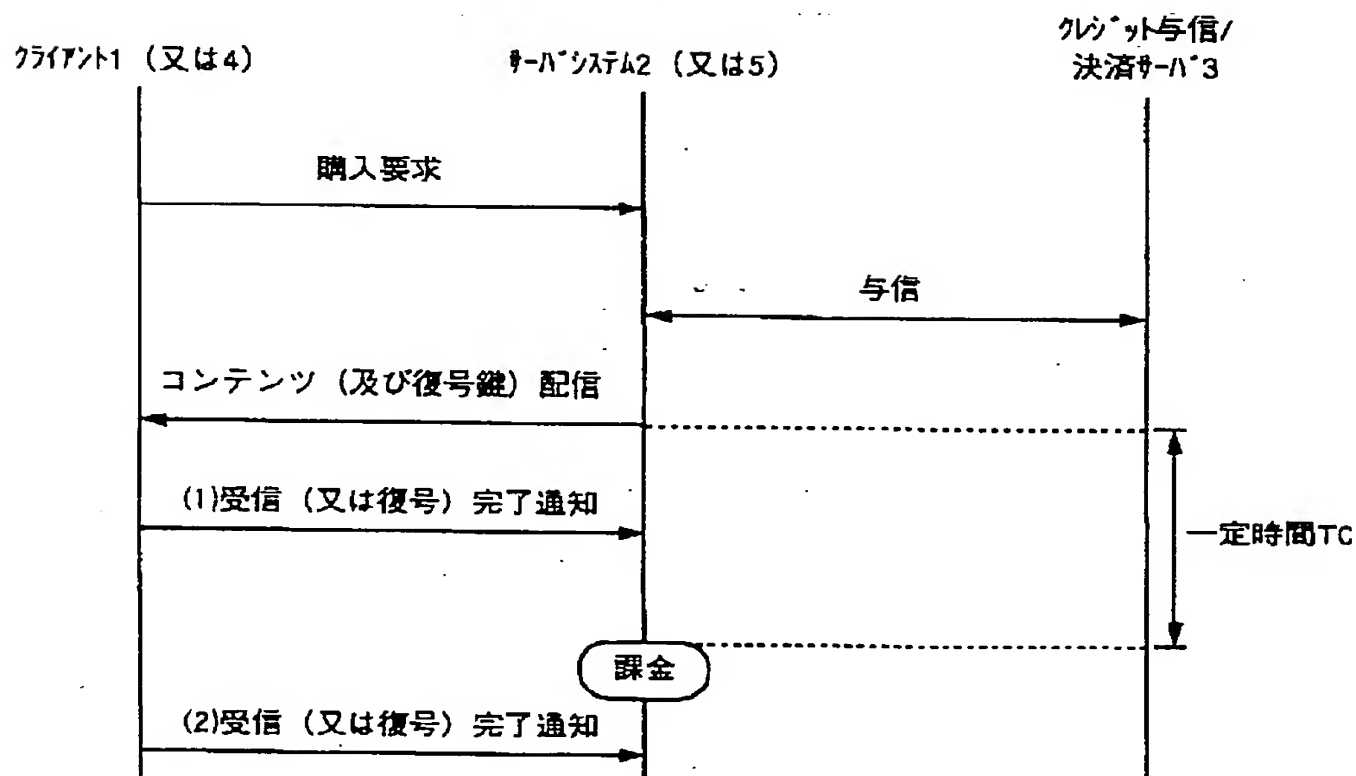 クライアント1（又は4）
サーバシステム2（又は5）
クレジット与信/
決済サーバ3
購入要求
与信
コンテンツ（及び復号鍵）配信
(1)受信（又は復号）完了通知
一定時間TC
課金
(2)受信（又は復号）完了通知